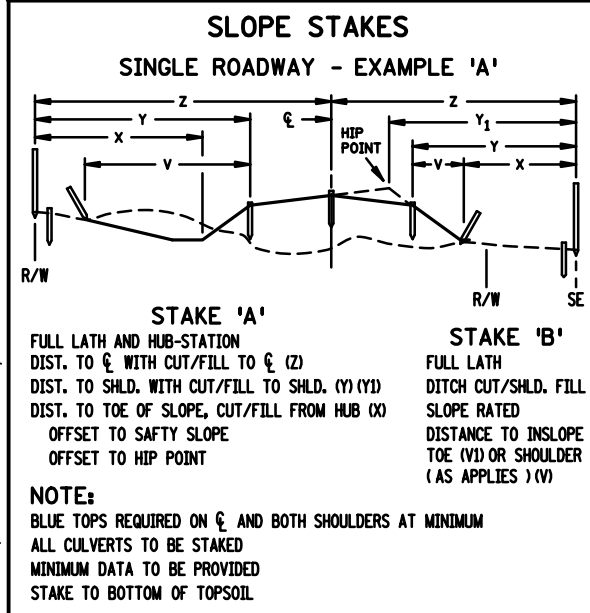 SLOPE STAKES
SINGLE ROADWAY - EXAMPLE 'A'
Z Z
Y ℄ Y₁
X HIP POINT Y
V V X
R/W
R/W SE
STAKE 'A'
FULL LATH AND HUB-STATION
DIST. TO ℄ WITH CUT/FILL TO ℄ (Z)
DIST. TO SHLD. WITH CUT/FILL TO SHLD. (Y)(Y1)
DIST. TO TOE OF SLOPE, CUT/FILL FROM HUB (X)
OFFSET TO SAFTY SLOPE
OFFSET TO HIP POINT
STAKE 'B'
FULL LATH
DITCH CUT/SHLD. FILL
SLOPE RATED
DISTANCE TO INSLOPE
TOE (V1) OR SHOULDER
( AS APPLIES )(V)
NOTE:
BLUE TOPS REQUIRED ON ℄ AND BOTH SHOULDERS AT MINIMUM
ALL CULVERTS TO BE STAKED
MINIMUM DATA TO BE PROVIDED
STAKE TO BOTTOM OF TOPSOIL